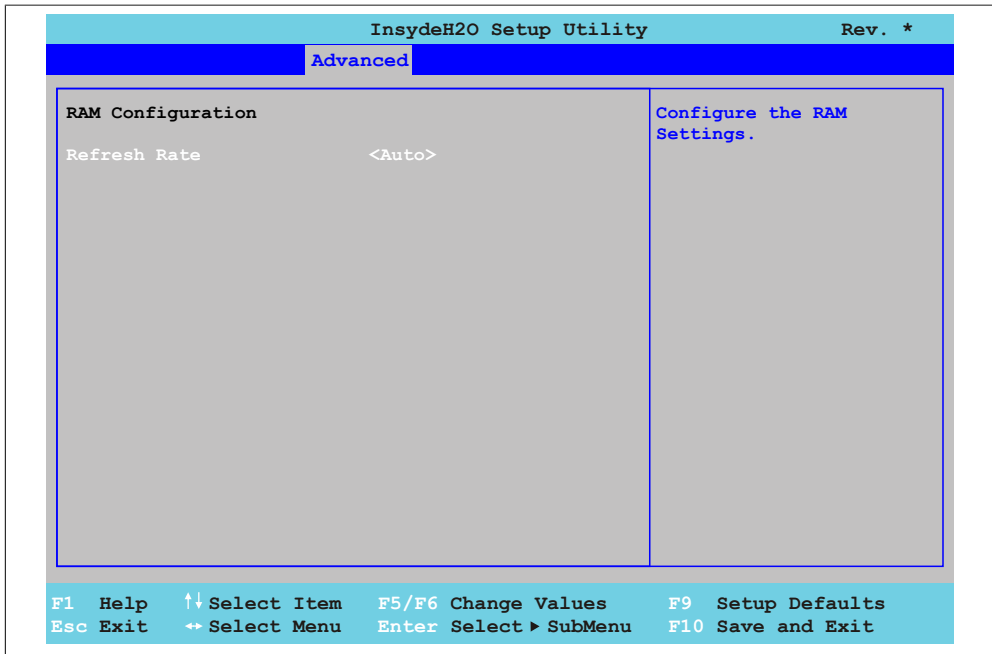 InsydeH2O Setup Utility Rev. *
Advanced
RAM Configuration
Refresh Rate <Auto>
Configure the RAM
Settings.
F1 Help ↑↓ Select Item F5/F6 Change Values F9 Setup Defaults
Esc Exit ↔ Select Menu Enter Select ▶ SubMenu F10 Save and Exit